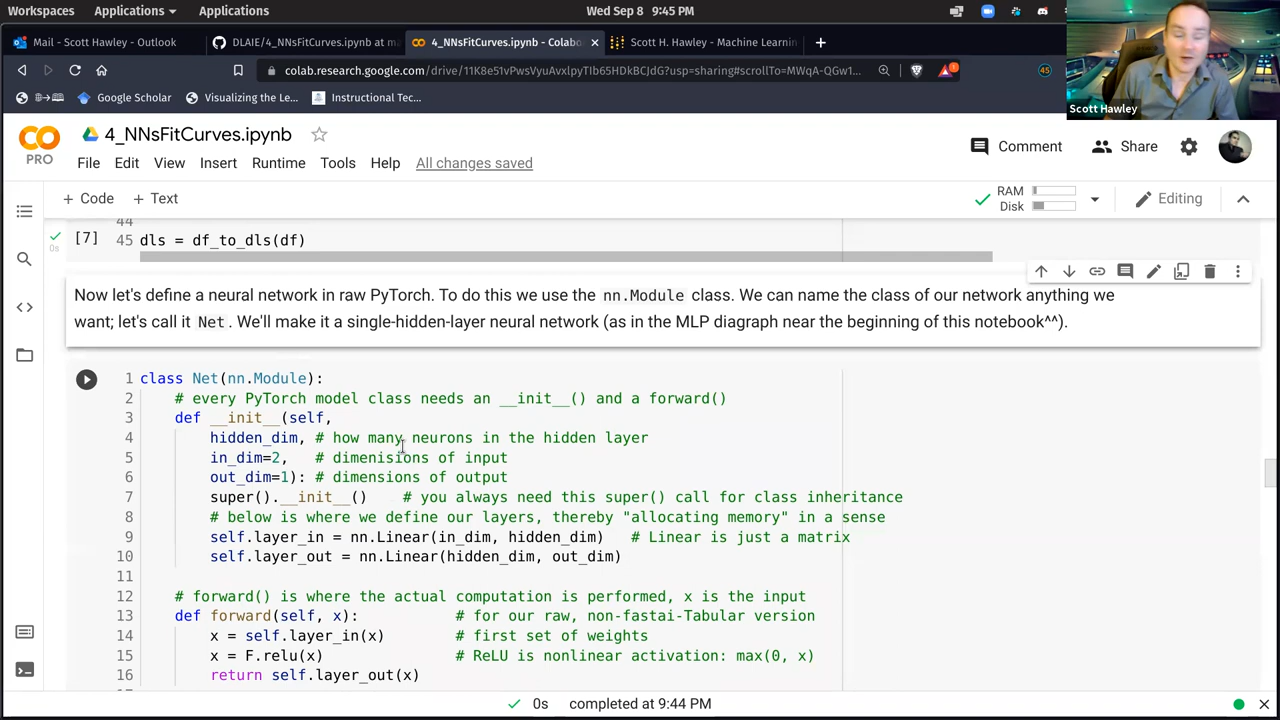 Workspaces Applications Applications Wed Sep 8 9:45 PM
Mail - Scott Hawley - Outlook DLAIE/4_NNsFitCurves.ipynb at ma 4_NNsFitCurves.ipynb - Colabo Scott H. Hawley - Machine Learnin
colab.research.google.com/drive/11K8e51vPwsVyuAvxlpyTIb65HDkBCJdG?usp=sharing#scrollTo=MWqA-QGw1... 45
Google Scholar Visualizing the Le... Instructional Tec...
Scott Hawley
CO PRO 4_NNsFitCurves.ipynb
File Edit View Insert Runtime Tools Help All changes saved Comment Share
+ Code + Text RAM Disk Editing
44
[7] 45 dls = df_to_dls(df)
0s
Now let's define a neural network in raw PyTorch. To do this we use the nn.Module class. We can name the class of our network anything we
want; let's call it Net. We'll make it a single-hidden-layer neural network (as in the MLP diagraph near the beginning of this notebook^^).
1 class Net(nn.Module):
2 # every PyTorch model class needs an __init__() and a forward()
3 def __init__(self,
4 hidden_dim, # how many neurons in the hidden layer
5 in_dim=2, # dimenisions of input
6 out_dim=1): # dimensions of output
7 super().__init__() # you always need this super() call for class inheritance
8 # below is where we define our layers, thereby "allocating memory" in a sense
9 self.layer_in = nn.Linear(in_dim, hidden_dim) # Linear is just a matrix
10 self.layer_out = nn.Linear(hidden_dim, out_dim)
11
12 # forward() is where the actual computation is performed, x is the input
13 def forward(self, x): # for our raw, non-fastai-Tabular version
14 x = self.layer_in(x) # first set of weights
15 x = F.relu(x) # ReLU is nonlinear activation: max(0, x)
16 return self.layer_out(x)
0s completed at 9:44 PM